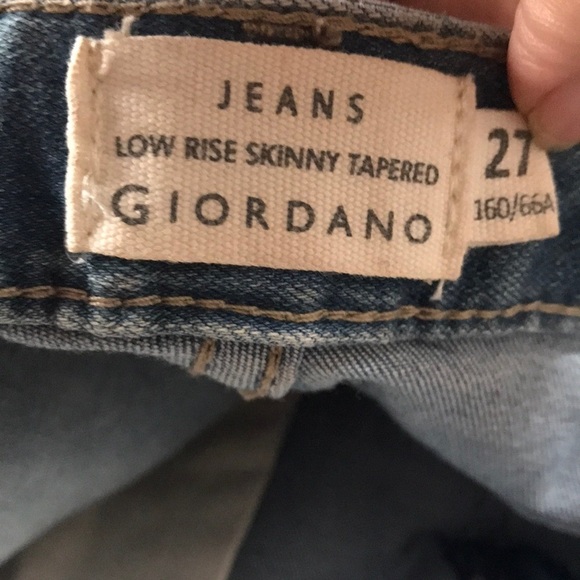 JEANS
LOW RISE SKINNY TAPERED
GIORDANO
27
160/66A